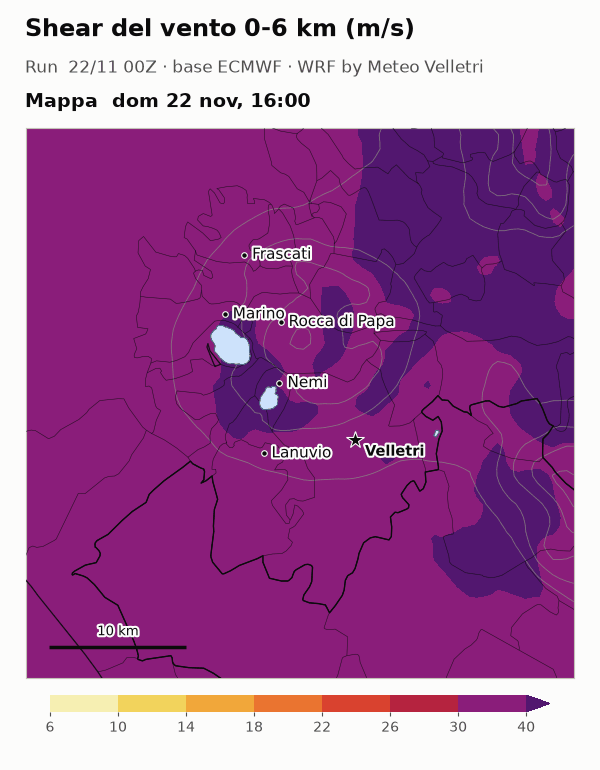 Shear del vento 0-6 km (m/s)
Run  22/11 00Z · base ECMWF · WRF by Meteo Velletri
Mappa  dom 22 nov, 16:00
Frascati
Marino
Rocca di Papa
Nemi
Velletri
Lanuvio
10 km
6 10 14 18 22 26 30 40